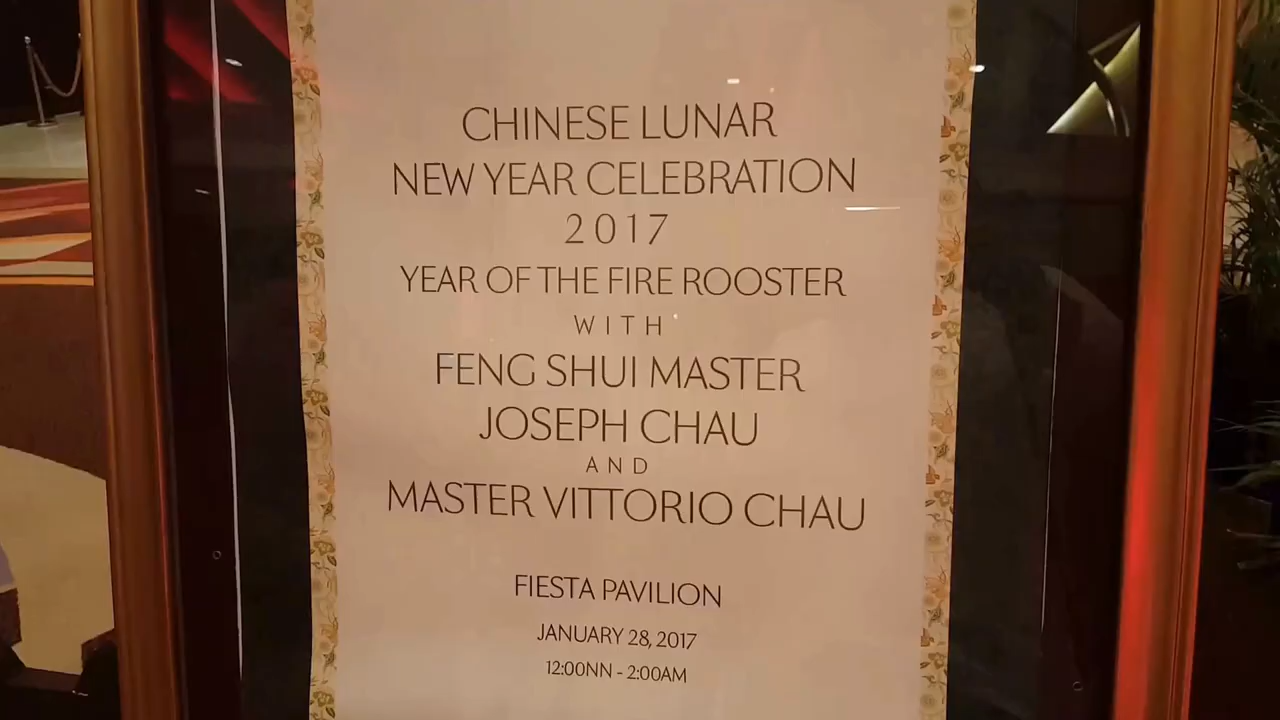 CHINESE LUNAR
NEW YEAR CELEBRATION
2017
YEAR OF THE FIRE ROOSTER
WITH
FENG SHUI MASTER
JOSEPH CHAU
AND
MASTER VITTORIO CHAU
FIESTA PAVILION
JANUARY 28, 2017
12:00NN - 2:00AM